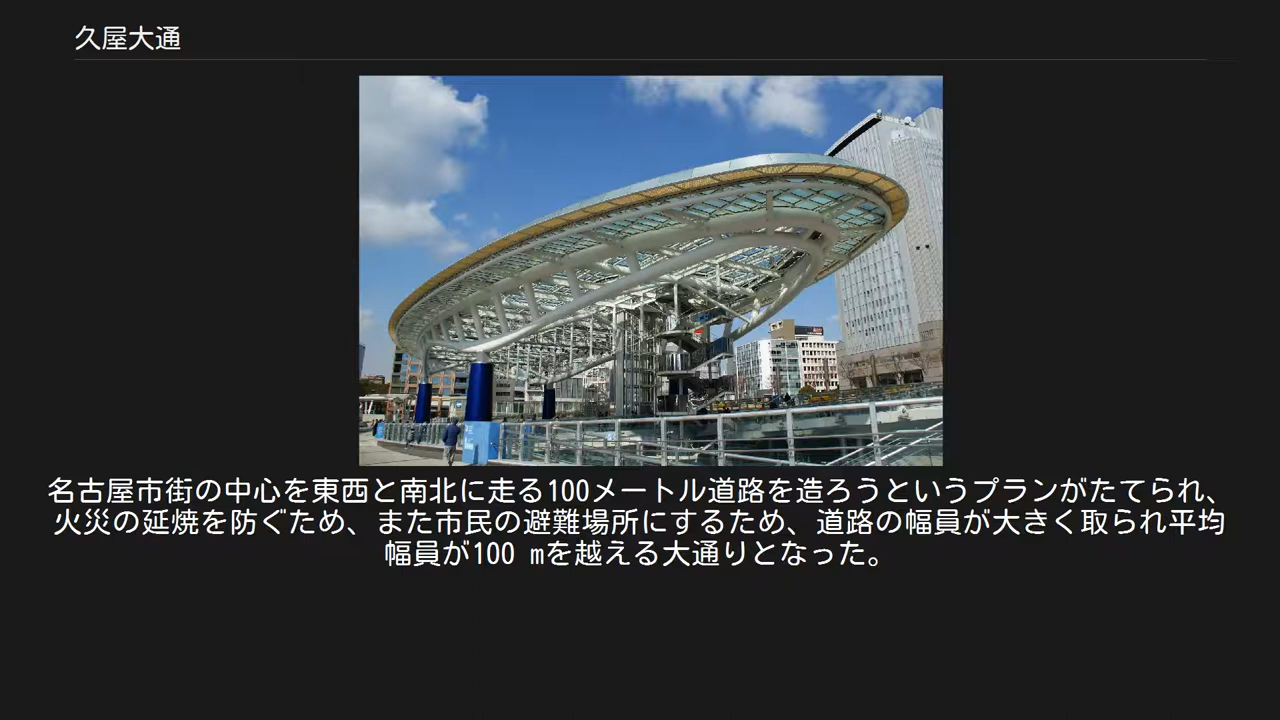 久屋大通
名古屋市街の中心を東西と南北に走る100メートル道路を造ろうというプランがたてられ、
火災の延焼を防ぐため、また市民の避難場所にするため、道路の幅員が大きく取られ平均
幅員が100 mを越える大通りとなった。